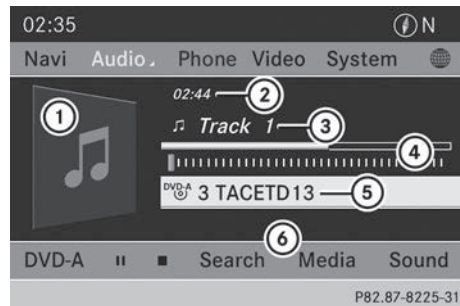 02:35 N
Navi Audio Phone Video System
02:44 2
1
Track 1 3
4
DVD-A 3 TACETD13 5
6
DVD-A Search Media Sound
P82.87-8225-31